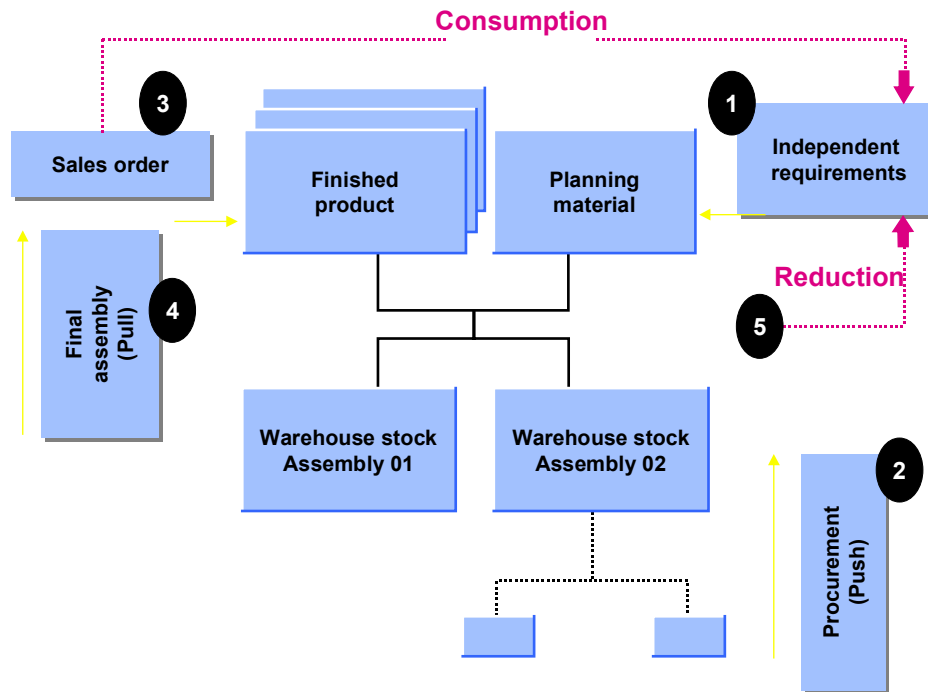 Consumption
3
1
Sales order
Finished
product
Planning
material
Independent
requirements
Final
assembly
(Pull)
4
Reduction
5
Warehouse stock
Assembly 01
Warehouse stock
Assembly 02
2
Procurement
(Push)